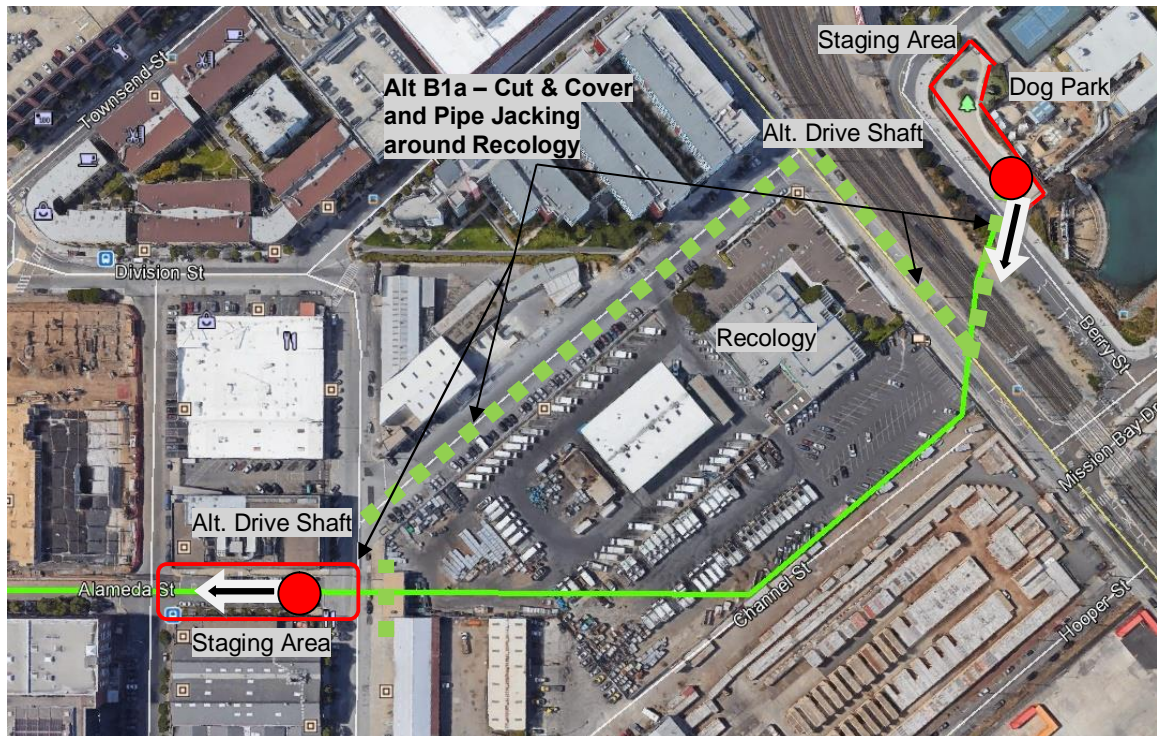 Staging Area
Townsend St
Dog Park
Alt B1a – Cut & Cover
and Pipe Jacking
around Recology
Alt. Drive Shaft
Division St
Recology
Berry St
Mission Bay Dr
Alt. Drive Shaft
Alameda St
Channel St
Hooper St
Staging Area